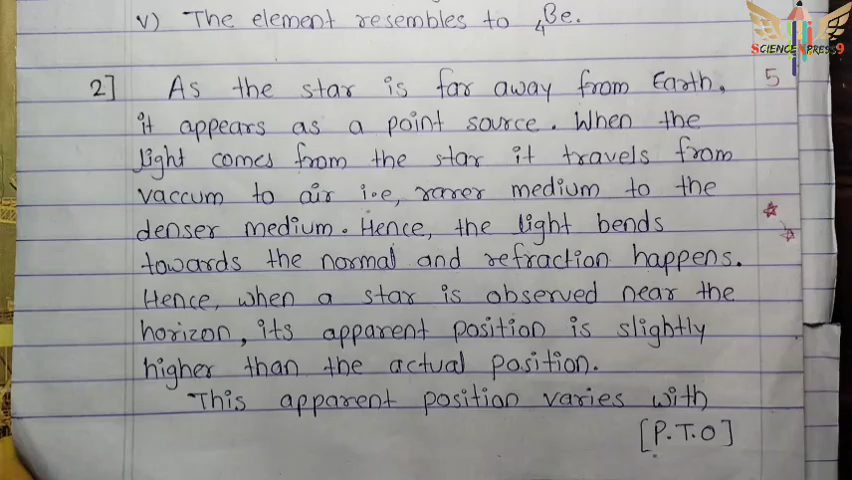 v) The element resembles to ₄Be.
SCIENCEXPRESS9
2] As the star is far away from Earth, 5
it appears as a point source. When the
light comes from the star it travels from
vaccum to air i.e, rarer medium to the
denser medium. Hence, the light bends
towards the normal and refraction happens.
Hence, when a star is observed near the
horizon, its apparent position is slightly
higher than the actual position.
This apparent position varies with
[P.T.O]